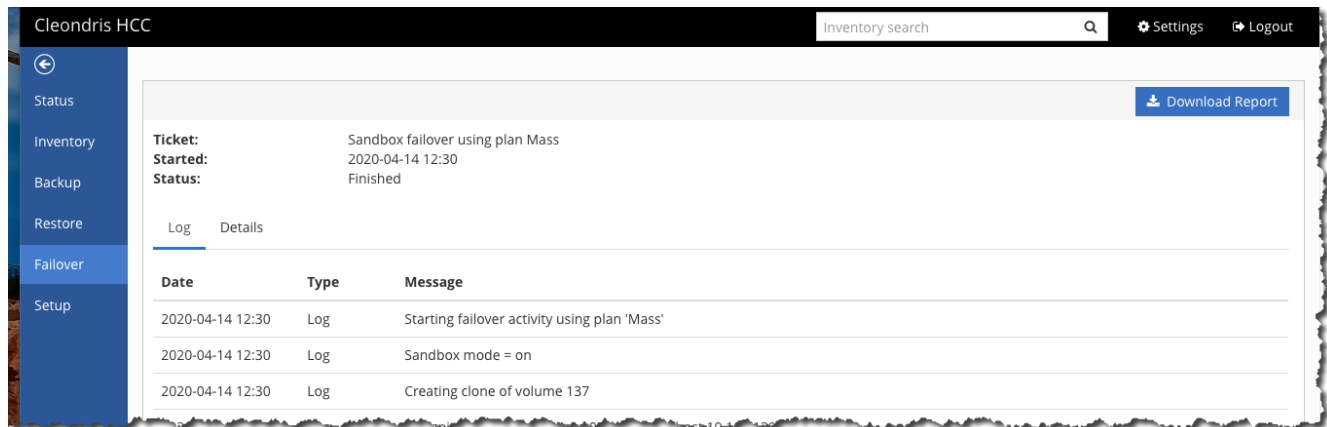 Cleondris HCC
Inventory search
Settings
Logout
Status
Inventory
Backup
Restore
Failover
Setup
Download Report
Ticket: Sandbox failover using plan Mass
Started: 2020-04-14 12:30
Status: Finished
Log Details
Date Type Message
2020-04-14 12:30 Log Starting failover activity using plan 'Mass'
2020-04-14 12:30 Log Sandbox mode = on
2020-04-14 12:30 Log Creating clone of volume 137